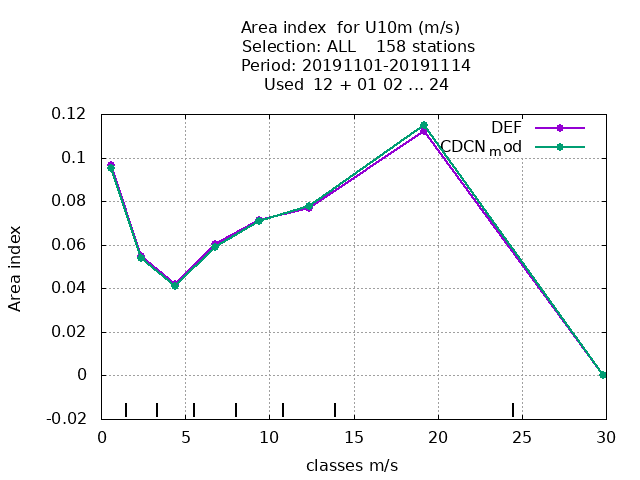 Area index  for U10m (m/s)
Selection: ALL    158 stations
Period: 20191101-20191114
Used  12 + 01 02 ... 24
DEF
CDCN_mod
0.12
0.1
0.08
0.06
0.04
0.02
0
-0.02
Area index
0 5 10 15 20 25 30
classes m/s